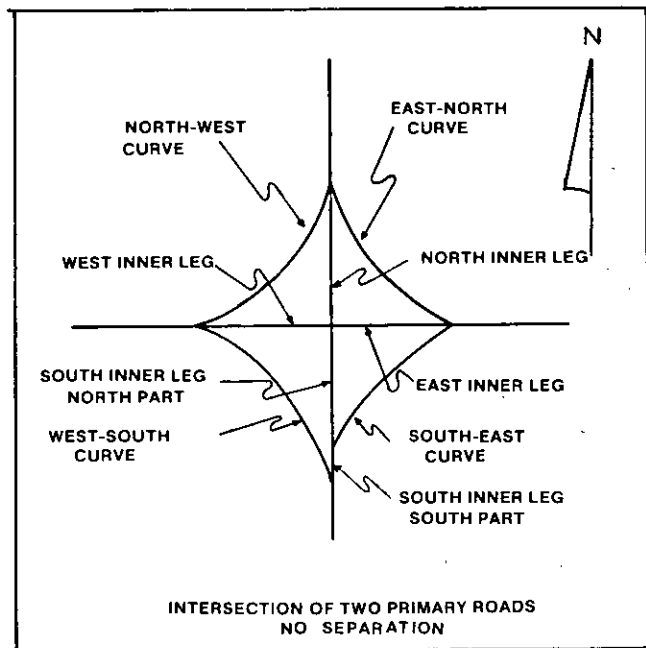 N
NORTH-WEST
CURVE
EAST-NORTH
CURVE
WEST INNER LEG
NORTH INNER LEG
SOUTH INNER LEG
NORTH PART
EAST INNER LEG
WEST-SOUTH
CURVE
SOUTH-EAST
CURVE
SOUTH INNER LEG
SOUTH PART
INTERSECTION OF TWO PRIMARY ROADS
NO SEPARATION